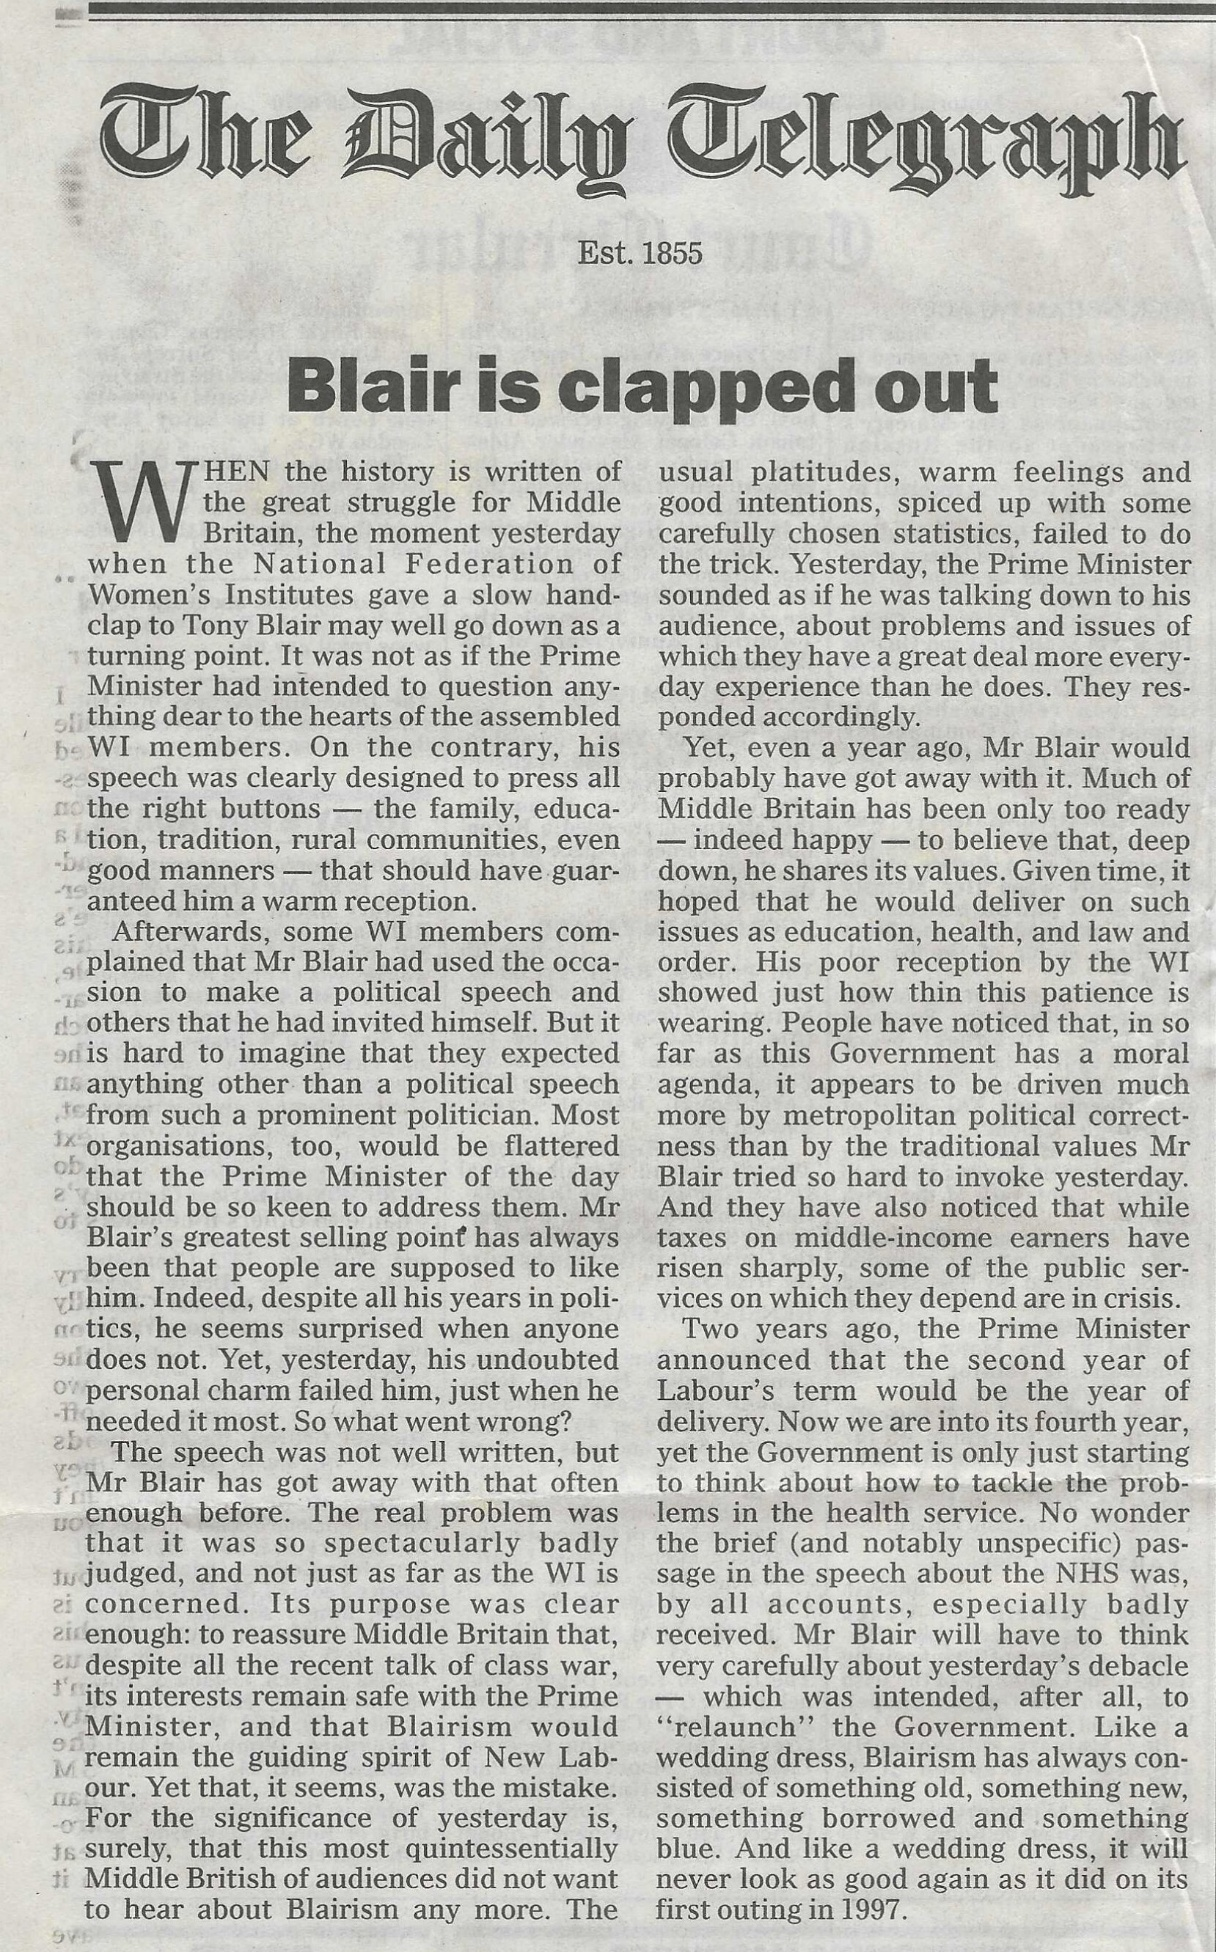 The Daily Telegraph
Est. 1855
Blair is clapped out
WHEN the history is written of
the great struggle for Middle
Britain, the moment yesterday
when the National Federation of
Women's Institutes gave a slow hand-
clap to Tony Blair may well go down as a
turning point. It was not as if the Prime
Minister had intended to question any-
thing dear to the hearts of the assembled
WI members. On the contrary, his
speech was clearly designed to press all
the right buttons — the family, educa-
tion, tradition, rural communities, even
good manners — that should have guar-
anteed him a warm reception.
Afterwards, some WI members com-
plained that Mr Blair had used the occa-
sion to make a political speech and
others that he had invited himself. But it
is hard to imagine that they expected
anything other than a political speech
from such a prominent politician. Most
organisations, too, would be flattered
that the Prime Minister of the day
should be so keen to address them. Mr
Blair's greatest selling point has always
been that people are supposed to like
him. Indeed, despite all his years in poli-
tics, he seems surprised when anyone
does not. Yet, yesterday, his undoubted
personal charm failed him, just when he
needed it most. So what went wrong?
The speech was not well written, but
Mr Blair has got away with that often
enough before. The real problem was
that it was so spectacularly badly
judged, and not just as far as the WI is
concerned. Its purpose was clear
enough: to reassure Middle Britain that,
despite all the recent talk of class war,
its interests remain safe with the Prime
Minister, and that Blairism would
remain the guiding spirit of New Lab-
our. Yet that, it seems, was the mistake.
For the significance of yesterday is,
surely, that this most quintessentially
Middle British of audiences did not want
to hear about Blairism any more. The
usual platitudes, warm feelings and
good intentions, spiced up with some
carefully chosen statistics, failed to do
the trick. Yesterday, the Prime Minister
sounded as if he was talking down to his
audience, about problems and issues of
which they have a great deal more every-
day experience than he does. They res-
ponded accordingly.
Yet, even a year ago, Mr Blair would
probably have got away with it. Much of
Middle Britain has been only too ready
— indeed happy — to believe that, deep
down, he shares its values. Given time, it
hoped that he would deliver on such
issues as education, health, and law and
order. His poor reception by the WI
showed just how thin this patience is
wearing. People have noticed that, in so
far as this Government has a moral
agenda, it appears to be driven much
more by metropolitan political correct-
ness than by the traditional values Mr
Blair tried so hard to invoke yesterday.
And they have also noticed that while
taxes on middle-income earners have
risen sharply, some of the public ser-
vices on which they depend are in crisis.
Two years ago, the Prime Minister
announced that the second year of
Labour's term would be the year of
delivery. Now we are into its fourth year,
yet the Government is only just starting
to think about how to tackle the prob-
lems in the health service. No wonder
the brief (and notably unspecific) pas-
sage in the speech about the NHS was,
by all accounts, especially badly
received. Mr Blair will have to think
very carefully about yesterday's debacle
— which was intended, after all, to
"relaunch" the Government. Like a
wedding dress, Blairism has always con-
sisted of something old, something new,
something borrowed and something
blue. And like a wedding dress, it will
never look as good again as it did on its
first outing in 1997.